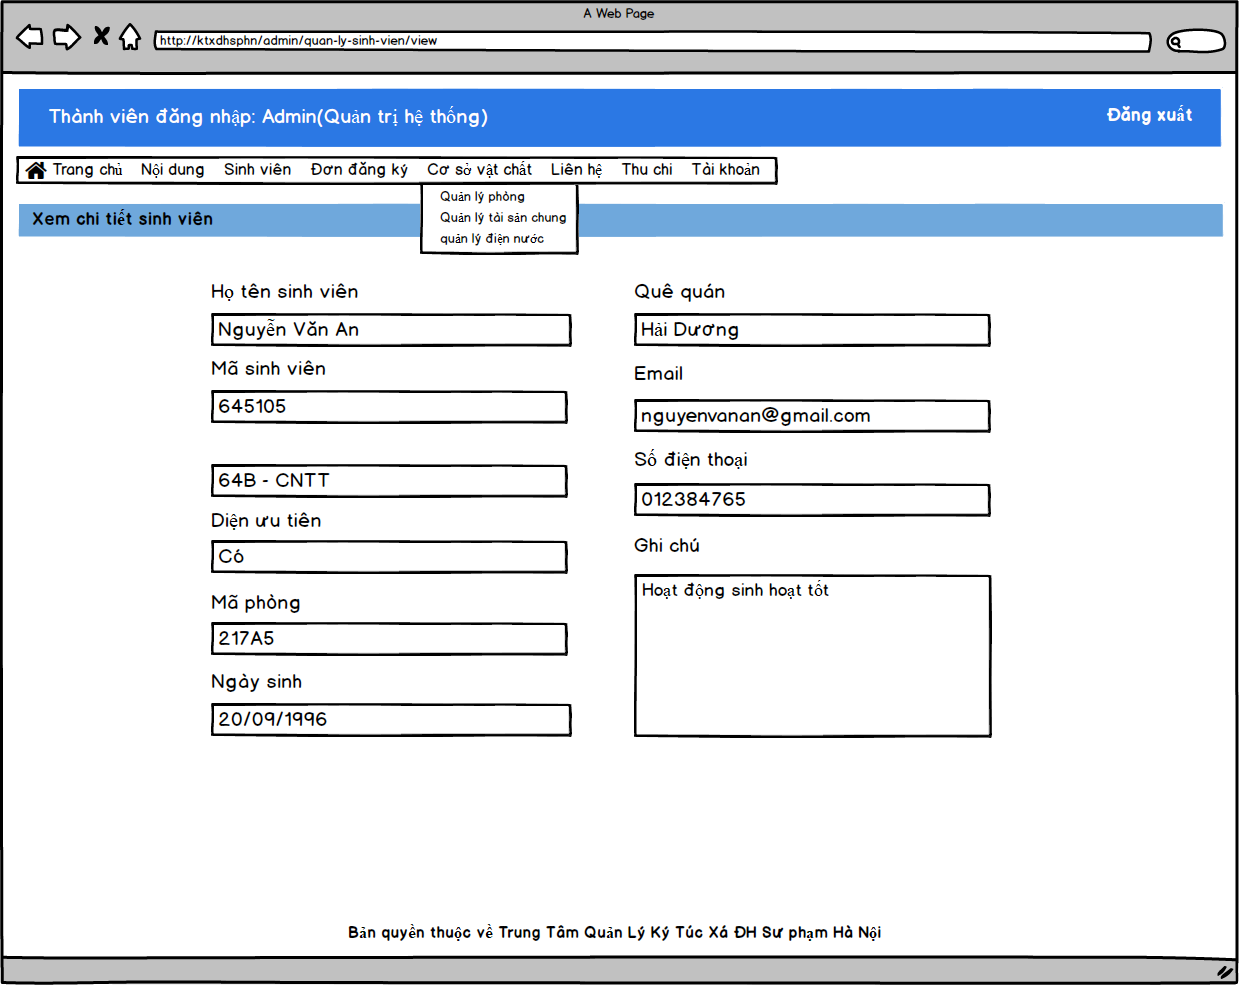 A Web Page
http://ktxdhsphn/admin/quan-ly-sinh-vien/view
Thành viên đăng nhập: Admin(Quản trị hệ thống)
Đăng xuất
Trang chủ Nội dung Sinh viên Đơn đăng ký Cơ sở vật chất Liên hệ Thu chi Tài khoản
Quản lý phòng
Quản lý tài sản chung
quản lý điện nước
Xem chi tiết sinh viên
Họ tên sinh viên
Nguyễn Văn An
Mã sinh viên
645105
64B - CNTT
Diện ưu tiên
Có
Mã phòng
217A5
Ngày sinh
20/09/1996
Quê quán
Hải Dương
Email
nguyenvanan@gmail.com
Số điện thoại
012384765
Ghi chú
Hoạt động sinh hoạt tốt
Bản quyền thuộc về Trung Tâm Quản Lý Ký Túc Xá ĐH Sư phạm Hà Nội